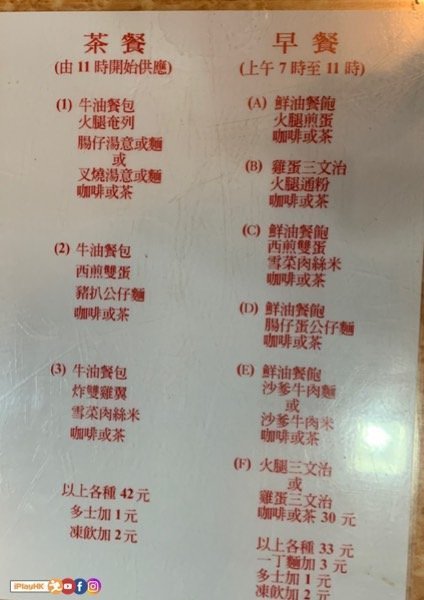 茶餐
(由11時開始供應)
(1) 牛油餐包
火腿奄列
腸仔湯意或麵
或
叉燒湯意或麵
咖啡或茶
(2) 牛油餐包
西煎雙蛋
豬扒公仔麵
咖啡或茶
(3) 牛油餐包
炸雙雞翼
雪菜肉絲米
咖啡或茶
以上各種42元
多士加1元
凍飲加2元
早餐
(上午7時至11時)
(A) 鮮油餐飽
火腿煎蛋
咖啡或茶
(B) 雞蛋三文治
火腿通粉
咖啡或茶
(C) 鮮油餐飽
西煎雙蛋
雪菜肉絲米
咖啡或茶
(D) 鮮油餐飽
腸仔蛋公仔麵
咖啡或茶
(E) 鮮油餐飽
沙爹牛肉麵
或
沙爹牛肉米
咖啡或茶
(F) 火腿三文治
或
雞蛋三文治
咖啡或茶30元
以上各種33元
一丁麵加3元
多士加1元
凍飲加2元
iPlayHK